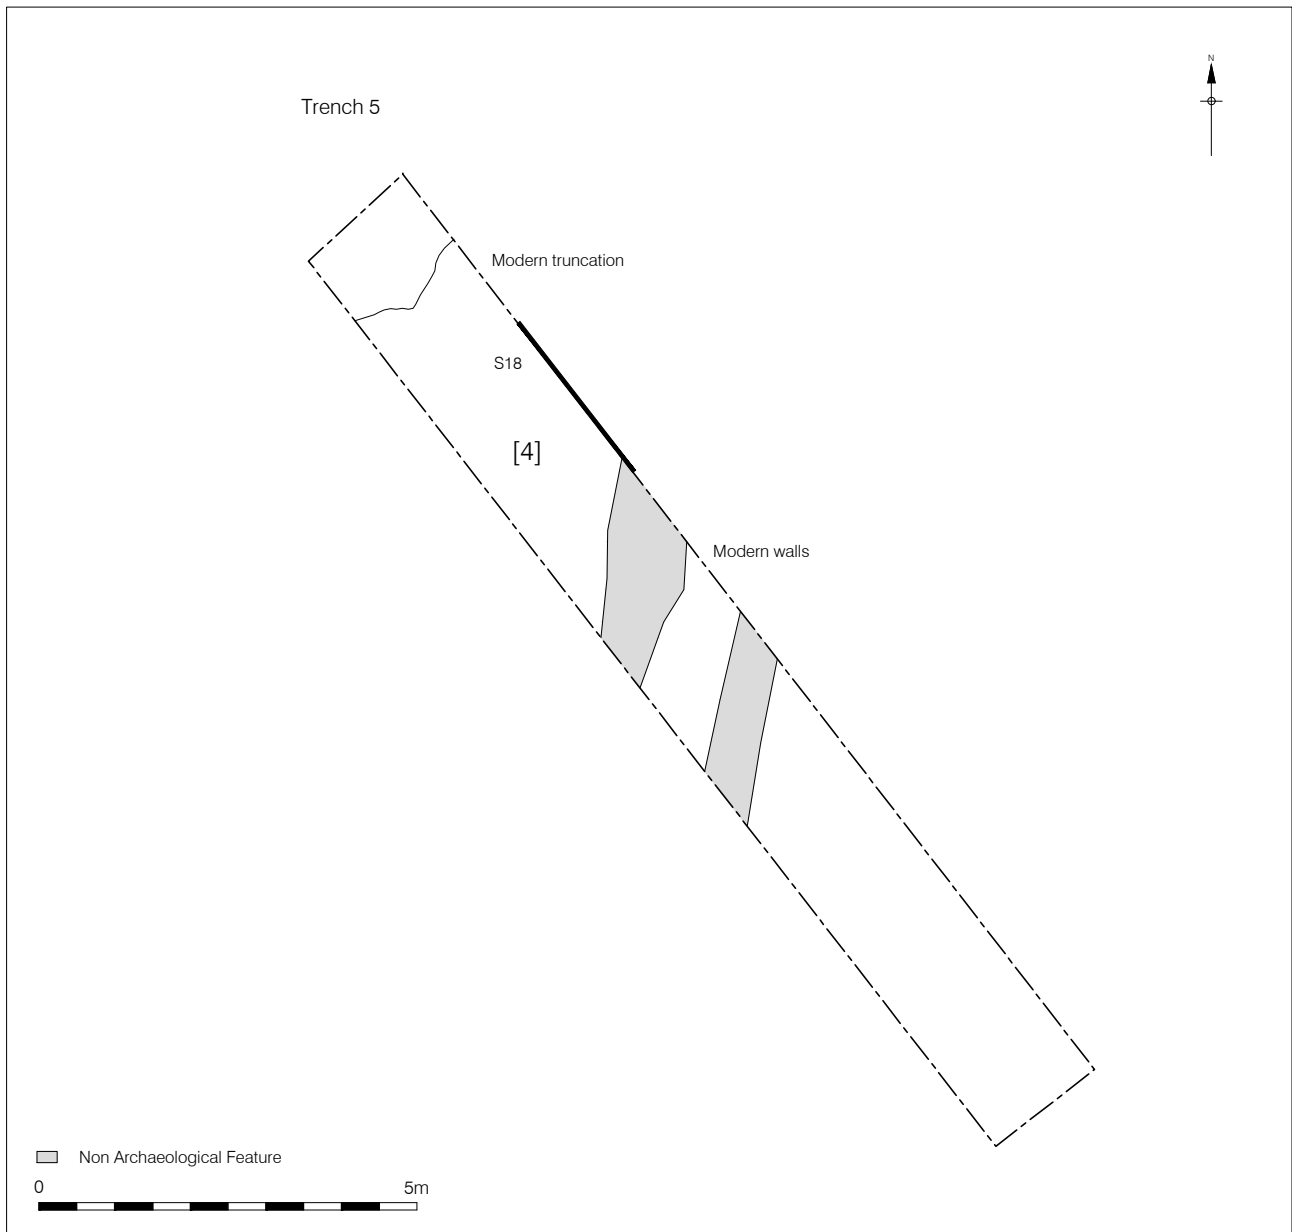 N
Trench 5
Modern truncation
S18
[4]
Modern walls
Non Archaeological Feature
0 5m